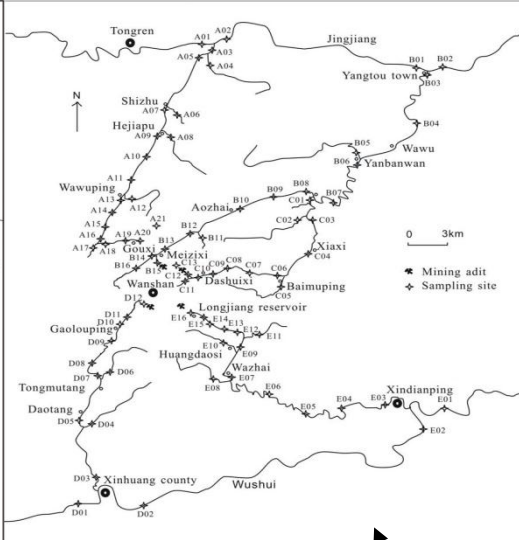 Tongren
A02
A01
Jingjiang
A03
A05
A04
B01
B02
Yangtou town
B03
N
Shizhu
A07
A06
Hejiapu
A09
A08
B04
Wawu
A10
B05
B06
Yanbanwan
A11
Wawuping
A13
A12
B09
B08
B07
C01
Aozhai
B10
A14
A21
C02
C03
A15
B12
B11
A16
A19
A20
A17
A18
Gouxi
B13
B14
Meizixi
Xiaxi
C04
0
3km
B16
B15
C13
C12
C10
C09
C08
C07
C06
Dashuixi
C11
C05
Baimuping
Mining adit
Sampling site
Wanshan
D12
Longjiang reservoir
E16
D11
D10
E15
E14
E13
E12
E11
Gaolouping
D09
E10
E09
Huangdaosi
D08
D07
D06
Wazhai
E08
E07
Tongmutang
E06
Xindianping
Daotang
D05
D04
E05
E04
E03
E01
E02
D03
Xinhuang county
Wushui
D01
D02